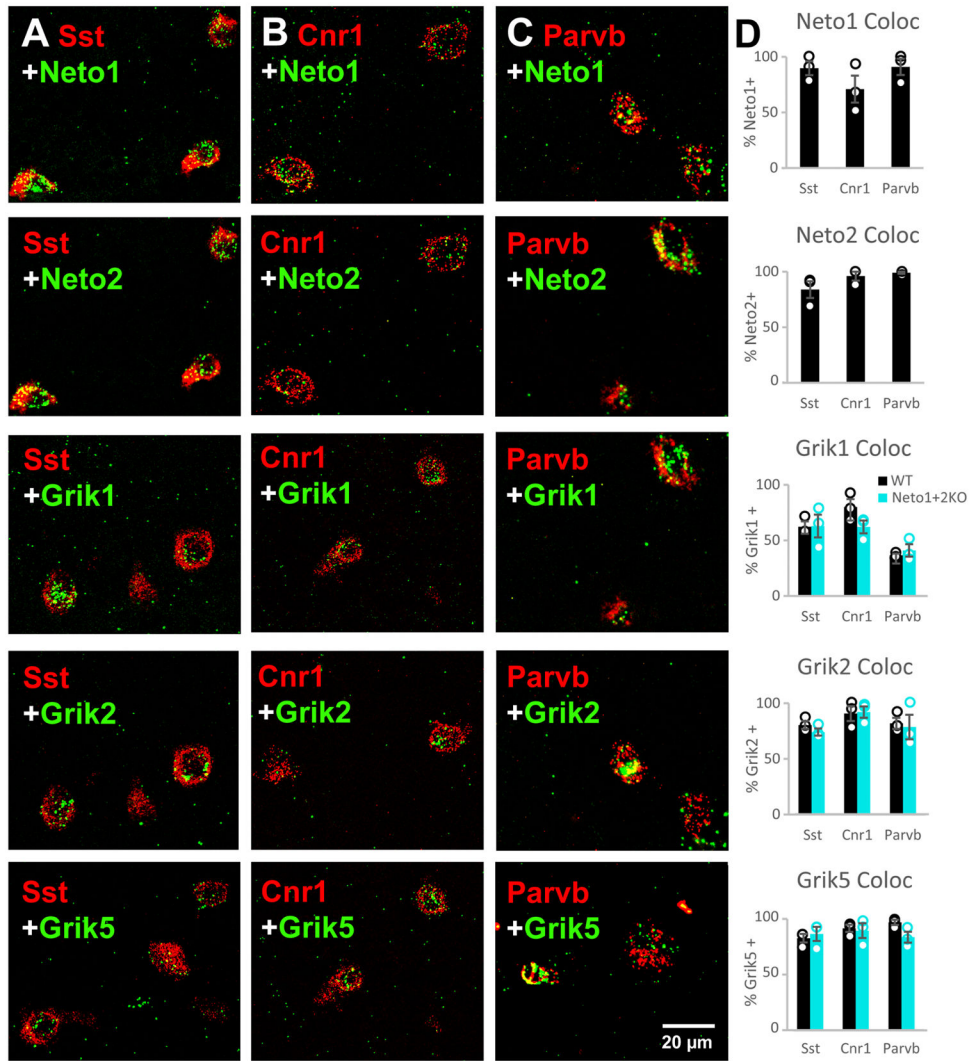 A Sst
+Neto1
B Cnr1
+Neto1
C Parvb
+Neto1
D
Neto1 Coloc
100
50
0
% Neto1+
Sst Cnr1 Parvb
Sst
+Neto2
Cnr1
+Neto2
Parvb
+Neto2
Neto2 Coloc
100
50
0
% Neto2+
Sst Cnr1 Parvb
Sst
+Grik1
Cnr1
+Grik1
Parvb
+Grik1
Grik1 Coloc
WT
Neto1+2KO
100
50
0
% Grik1 +
Sst Cnr1 Parvb
Sst
+Grik2
Cnr1
+Grik2
Parvb
+Grik2
Grik2 Coloc
100
50
0
% Grik2 +
Sst Cnr1 Parvb
Sst
+Grik5
Cnr1
+Grik5
Parvb
+Grik5
20 µm
Grik5 Coloc
100
50
0
% Grik5 +
Sst Cnr1 Parvb